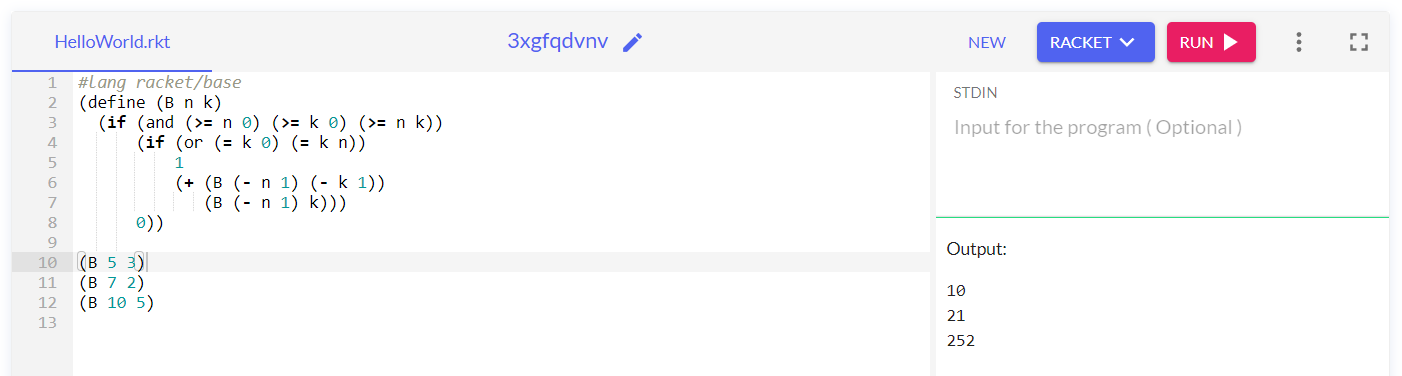 HelloWorld.rkt
3xgfqdvnv
NEW
RACKET
RUN
1 #lang racket/base
2 (define (B n k)
3   (if (and (>= n 0) (>= k 0) (>= n k))
4       (if (or (= k 0) (= k n))
5           1
6           (+ (B (- n 1) (- k 1))
7              (B (- n 1) k)))
8       0))
9
10 (B 5 3)
11 (B 7 2)
12 (B 10 5)
13
STDIN
Input for the program ( Optional )
Output:
10
21
252